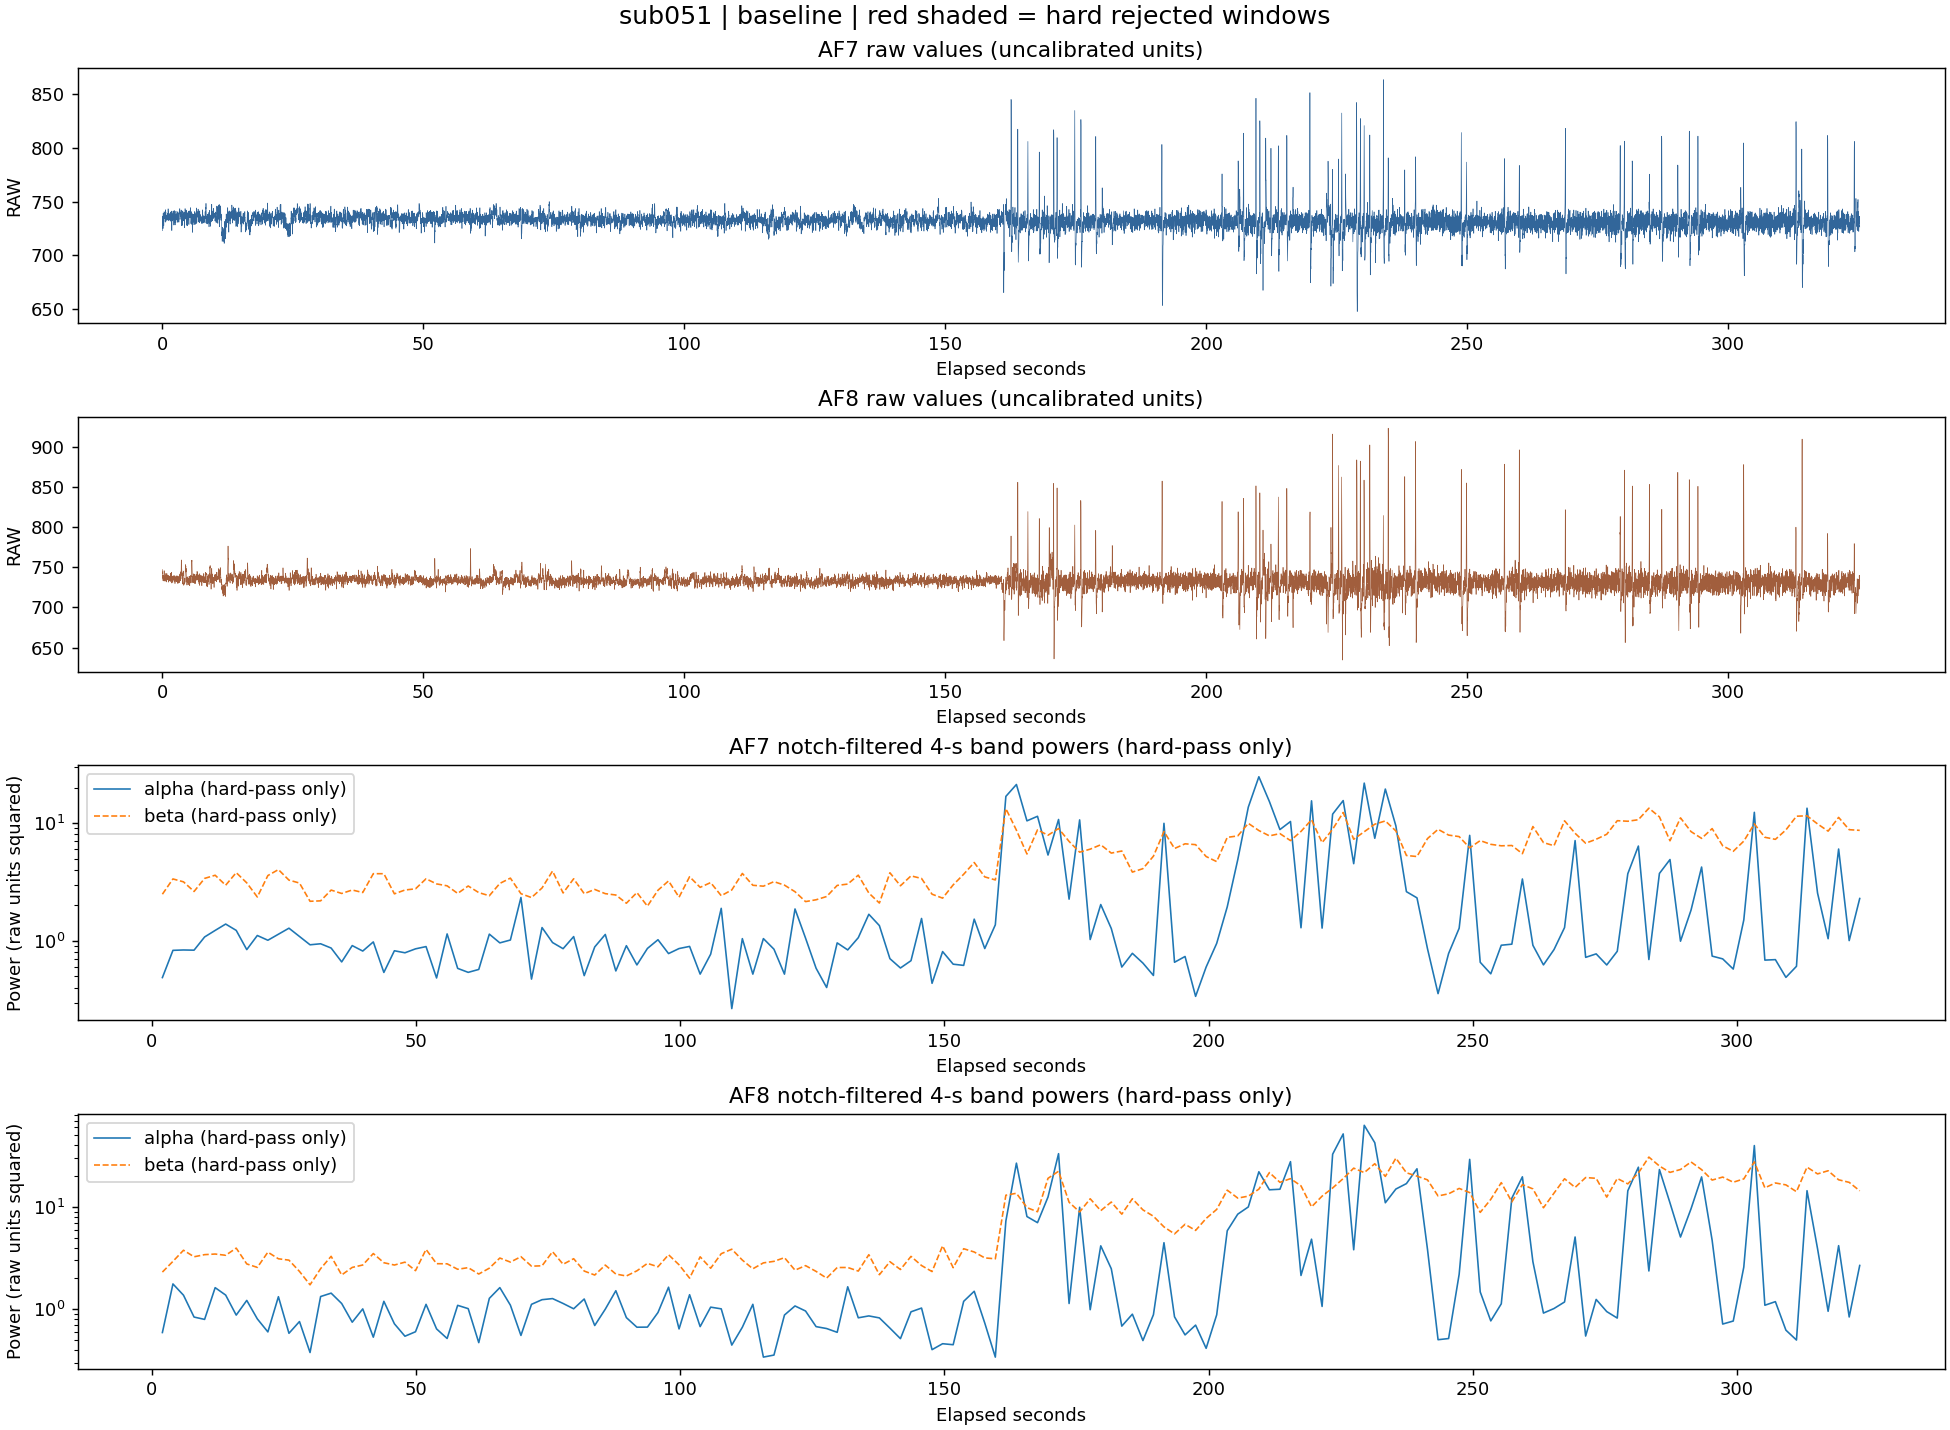 sub051 | baseline | red shaded = hard rejected windows
AF7 raw values (uncalibrated units)
RAW
850
800
750
700
650
0 50 100 150 200 250 300
Elapsed seconds
AF8 raw values (uncalibrated units)
RAW
900
850
800
750
700
650
0 50 100 150 200 250 300
Elapsed seconds
AF7 notch-filtered 4-s band powers (hard-pass only)
Power (raw units squared)
alpha (hard-pass only)
beta (hard-pass only)
10¹
10⁰
0 50 100 150 200 250 300
Elapsed seconds
AF8 notch-filtered 4-s band powers (hard-pass only)
Power (raw units squared)
alpha (hard-pass only)
beta (hard-pass only)
10¹
10⁰
0 50 100 150 200 250 300
Elapsed seconds